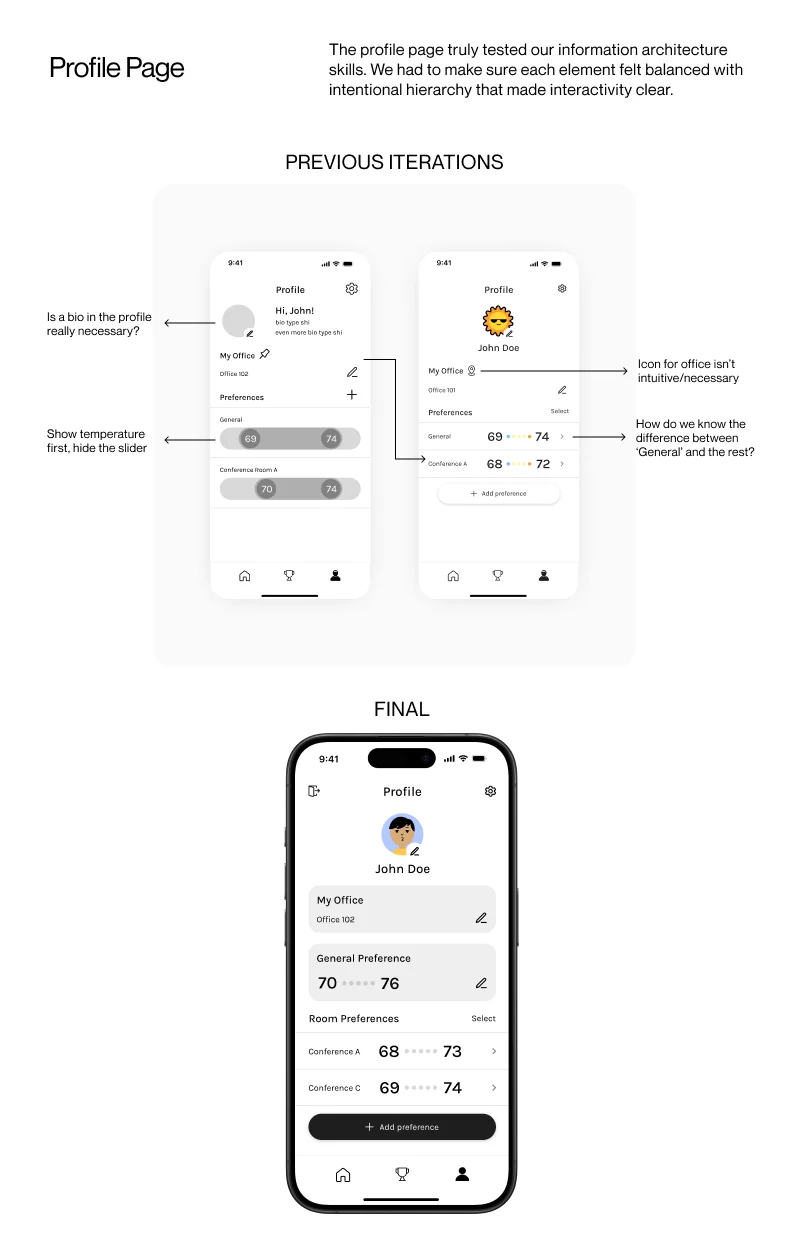 Profile Page
The profile page truly tested our information architecture
skills. We had to make sure each element felt balanced with
intentional hierarchy that made interactivity clear.
PREVIOUS ITERATIONS
Is a bio in the profile
really necessary?
Show temperature
first, hide the slider
9:41
Profile
Hi, John!
bio type shi
even more bio type shi
My Office
Office 102
Preferences
General
69 74
Conference Room A
70 74
9:41
Profile
John Doe
My Office
Office 101
Preferences Select
General 69 74
Conference A 68 72
Add preference
Icon for office isn't
intuitive/necessary
How do we know the
difference between
‘General’ and the rest?
FINAL
9:41
Profile
John Doe
My Office
Office 102
General Preference
70 76
Room Preferences Select
Conference A 68 73
Conference C 69 74
Add preference